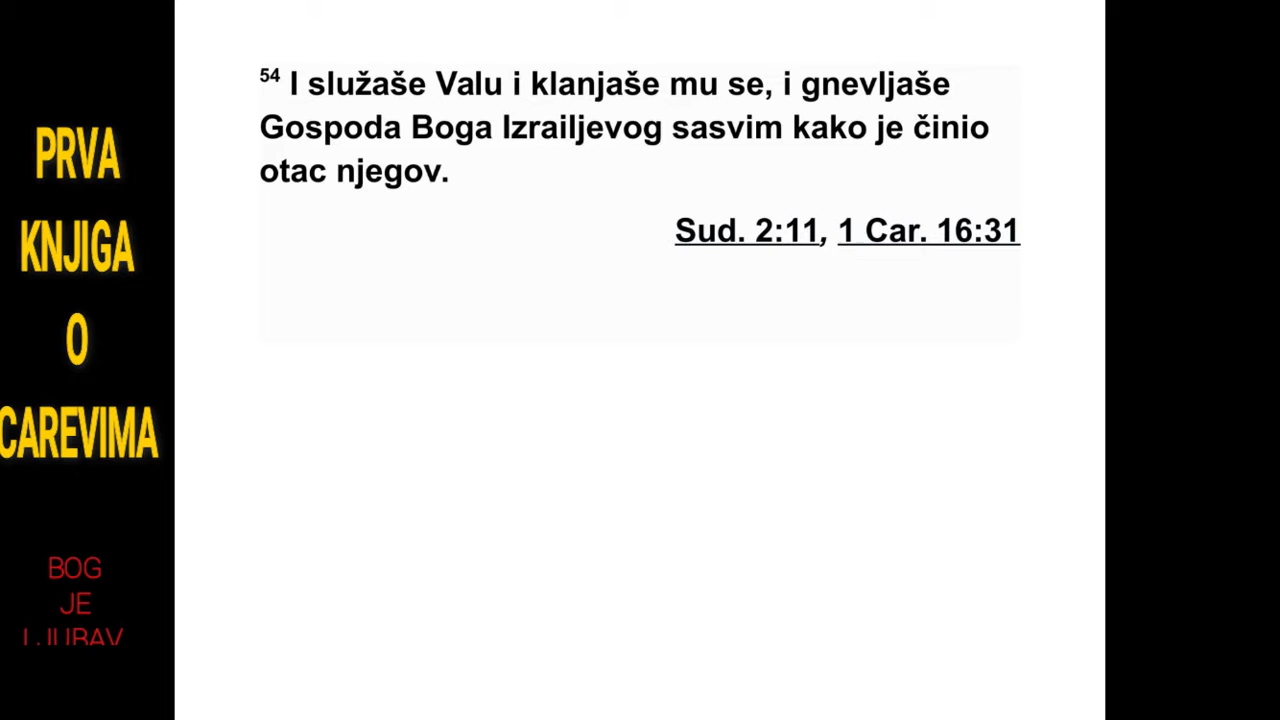 PRVA
KNJIGA
O
CAREVIMA
BOG
JE
LJUBAV
54 I služaše Valu i klanjaše mu se, i gnevljaše
Gospoda Boga Izrailjevog sasvim kako je činio
otac njegov.
Sud. 2:11, 1 Car. 16:31